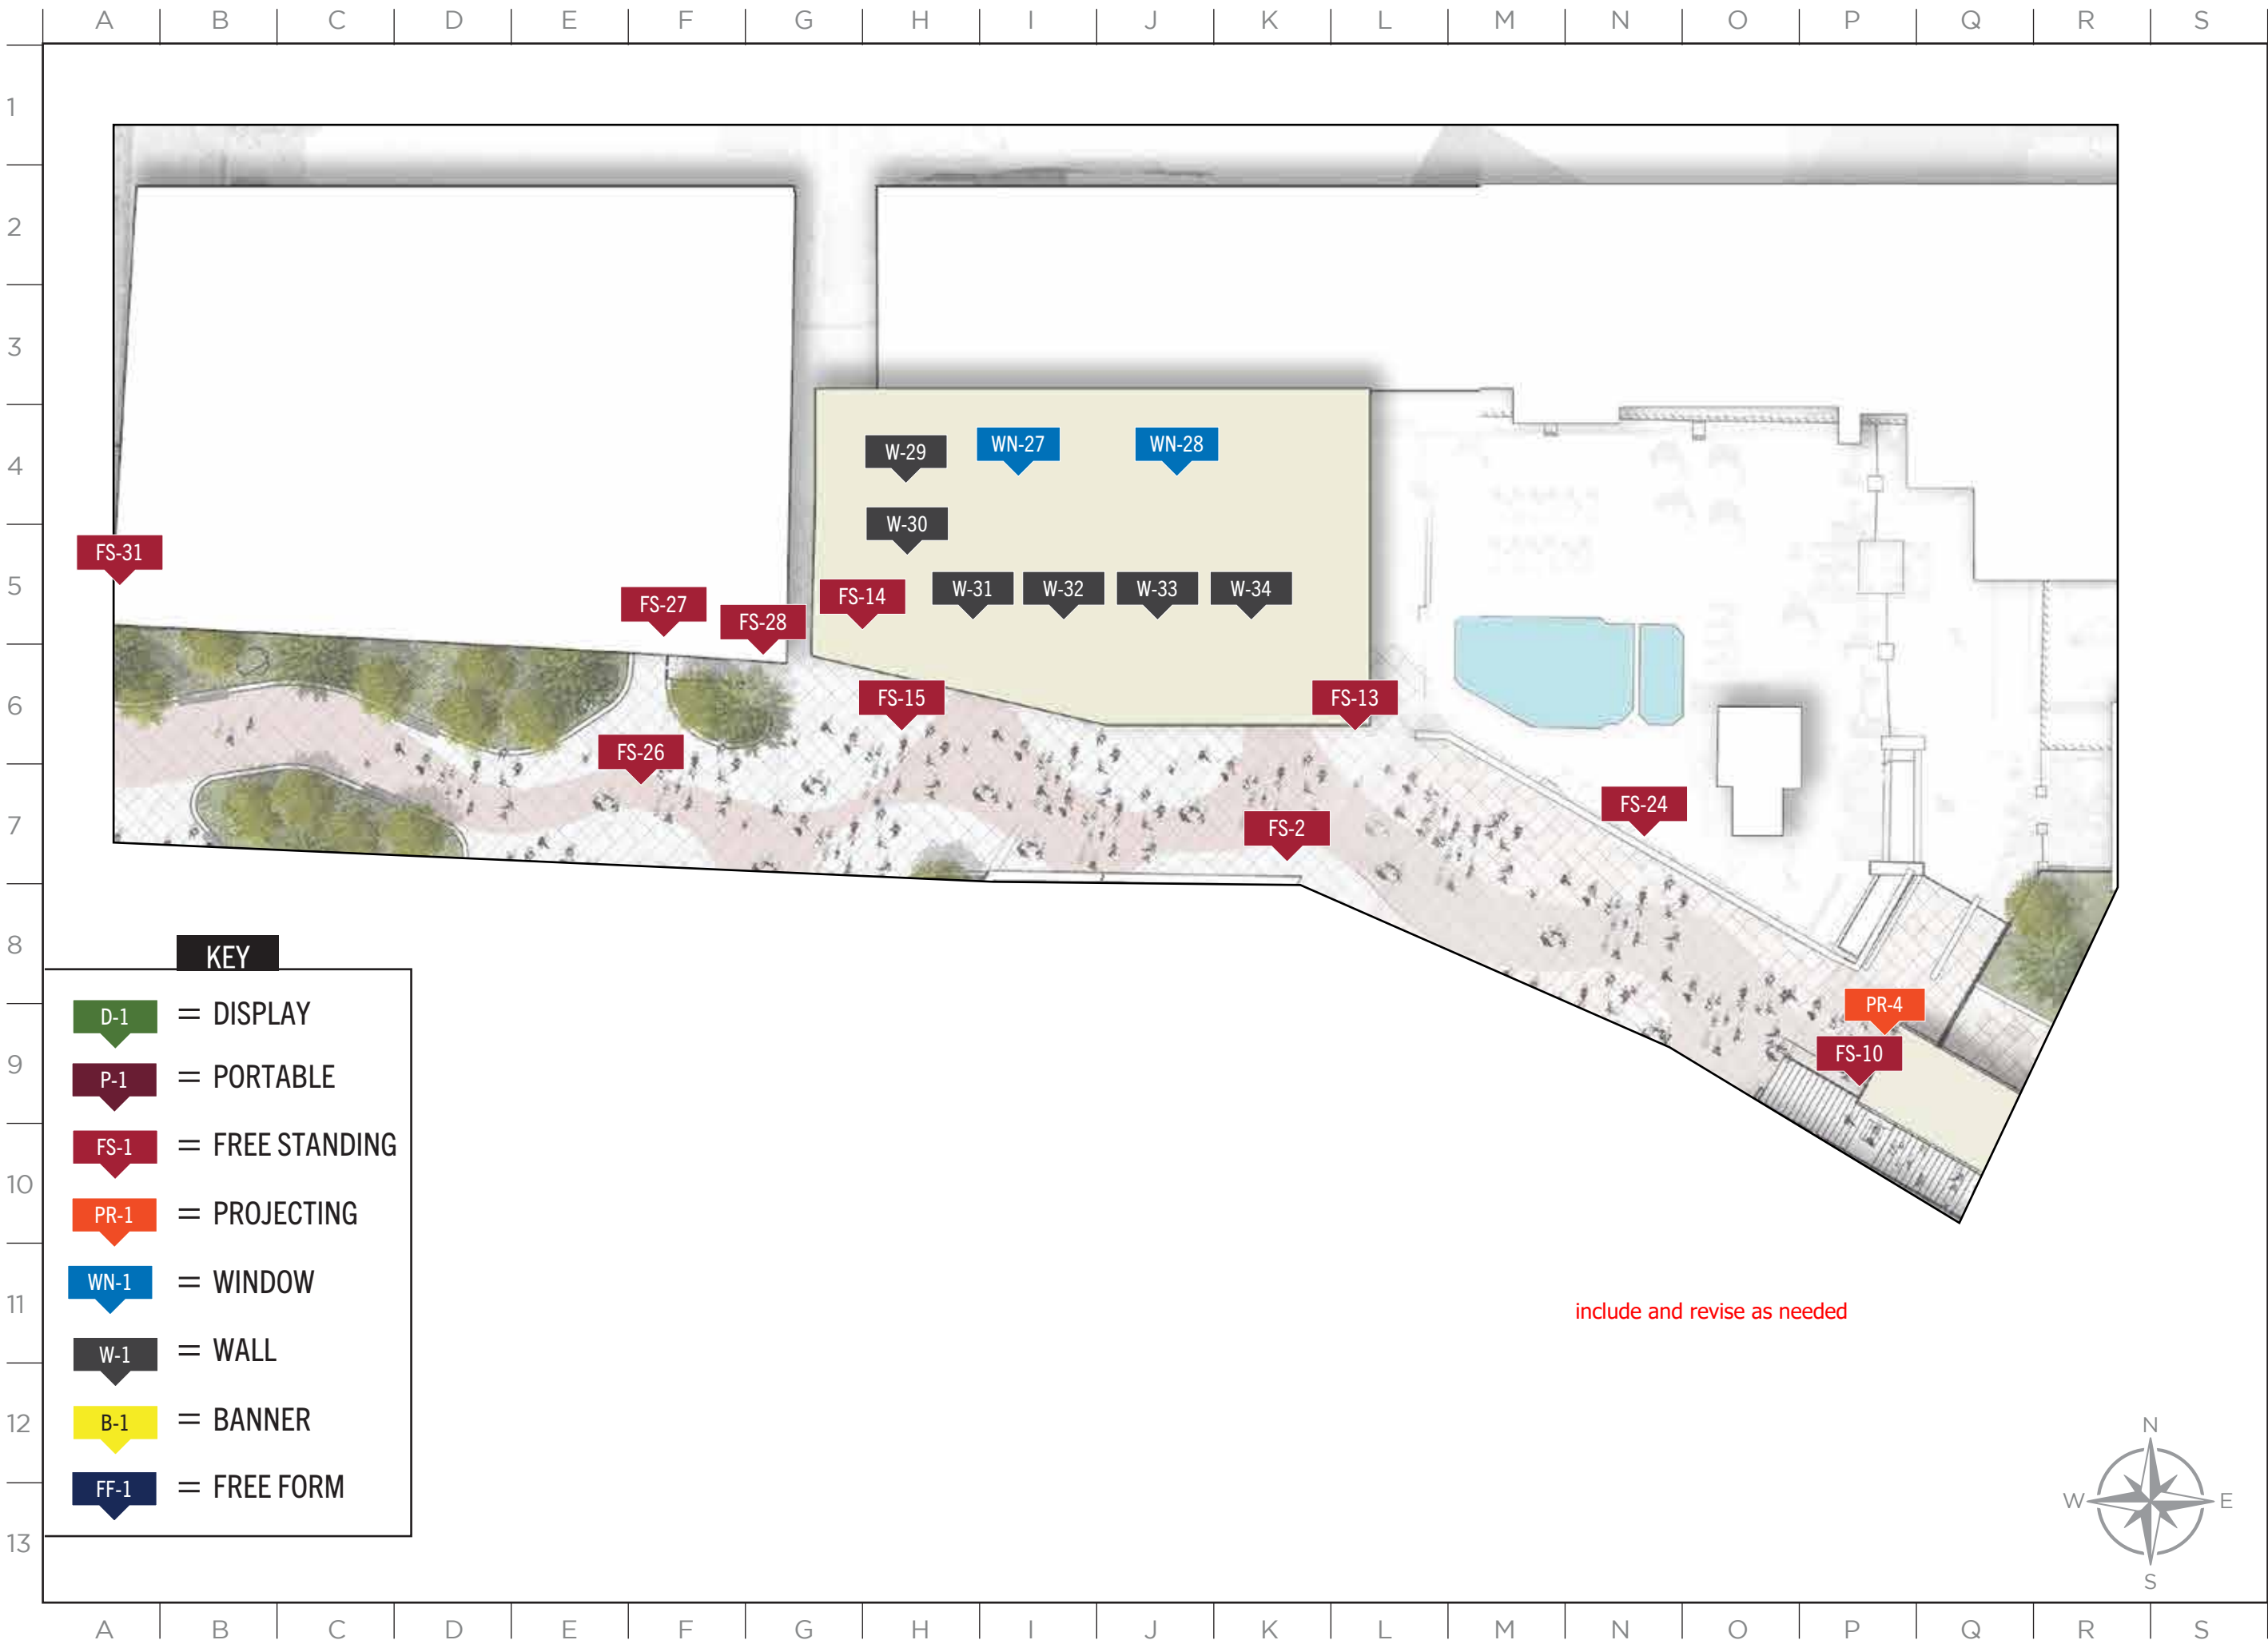 A B C D E F G H I J K L M N O P Q R S
1
2
3
4
5
6
7
8
9
10
11
12
13
W-29
WN-27
WN-28
W-30
FS-31
FS-27
FS-28
FS-14
W-31
W-32
W-33
W-34
FS-15
FS-13
FS-26
FS-24
FS-2
PR-4
FS-10
KEY
D-1 = DISPLAY
P-1 = PORTABLE
FS-1 = FREE STANDING
PR-1 = PROJECTING
WN-1 = WINDOW
W-1 = WALL
B-1 = BANNER
FF-1 = FREE FORM
include and revise as needed
N
W E
S
A B C D E F G H I J K L M N O P Q R S